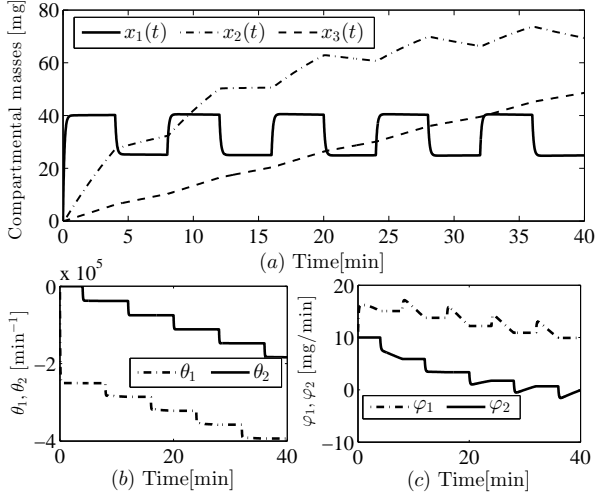 Compartmental masses [mg]
80
60
40
20
0
x₁(t) x₂(t) x₃(t)
0 5 10 15 20 25 30 35 40
(a) Time[min]
x 10⁵
θ₁, θ₂ [min⁻¹]
0
−2
−4
θ₁ θ₂
0 20 40
(b) Time[min]
φ₁, φ₂ [mg/min]
20
10
0
−10
φ₁ φ₂
0 20 40
(c) Time[min]